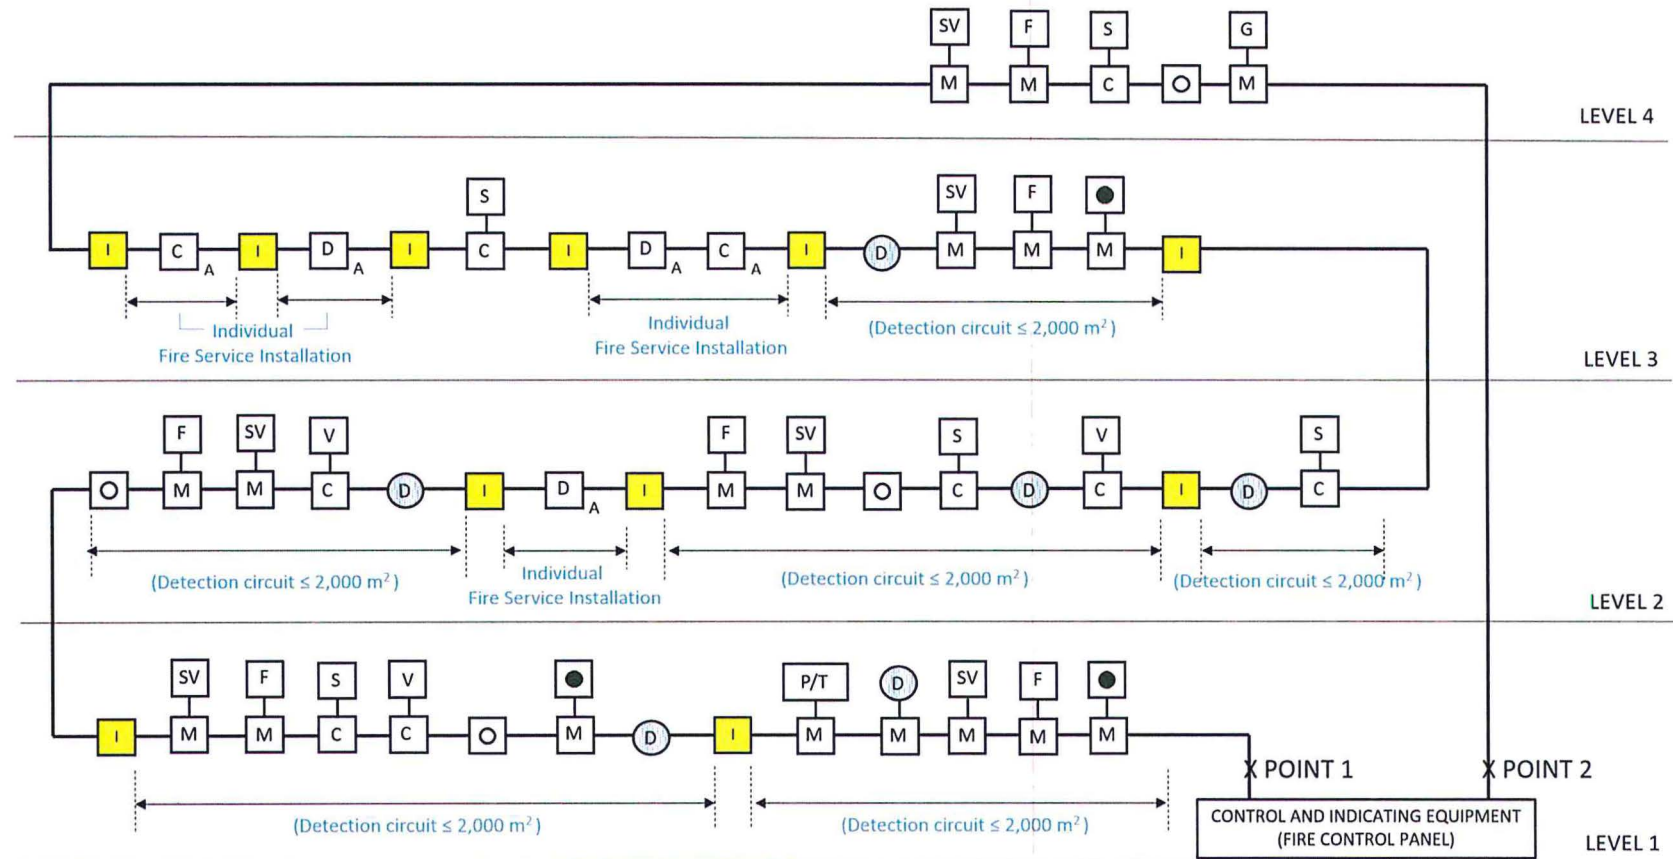 SV F S G
M M C O M
LEVEL 4
S SV F
I C A I D A I C I D A C A I D M M M I
Individual
Fire Service Installation
Individual
Fire Service Installation
(Detection circuit ≤ 2,000 m²)
LEVEL 3
F SV V F SV S V S
O M M C D I D A I M M O C D C I D C
(Detection circuit ≤ 2,000 m²)
Individual
Fire Service Installation
(Detection circuit ≤ 2,000 m²)
(Detection circuit ≤ 2,000 m²)
LEVEL 2
SV F S V P/T D SV F
I M M C C O M D I M M M M M
X POINT 1 X POINT 2
(Detection circuit ≤ 2,000 m²)
(Detection circuit ≤ 2,000 m²)
CONTROL AND INDICATING EQUIPMENT
(FIRE CONTROL PANEL)
LEVEL 1